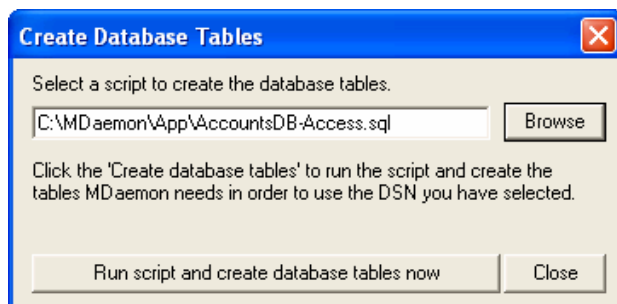 Create Database Tables
Select a script to create the database tables.
C:\MDaemon\App\AccountsDB-Access.sql
Browse
Click the 'Create database tables' to run the script and create the
tables MDaemon needs in order to use the DSN you have selected.
Run script and create database tables now
Close